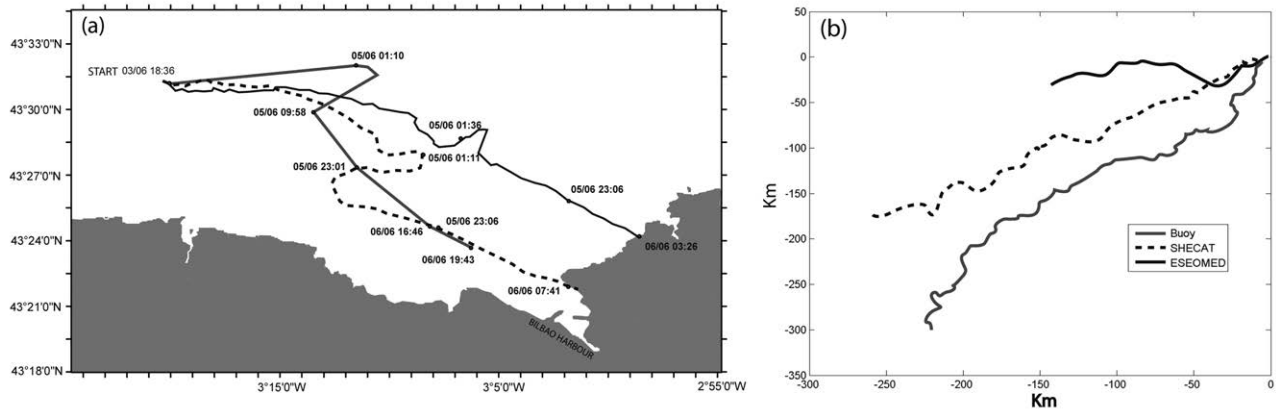 (a)
43°33'0"N
43°30'0"N
43°27'0"N
43°24'0"N
43°21'0"N
43°18'0"N
START 03/06 18:36
05/06 01:10
05/06 09:58
05/06 01:36
05/06 01:11
05/06 23:01
05/06 23:06
06/06 16:46
05/06 23:06
06/06 19:43
06/06 03:26
06/06 07:41
BILBAO HARBOUR
3°15'0"W
3°5'0"W
2°55'0"W
(b)
Km
50
0
-50
-100
-150
-200
-250
-300
-350
Buoy
SHECAT
ESEOMED
-300
-250
-200
-150
-100
-50
0
Km